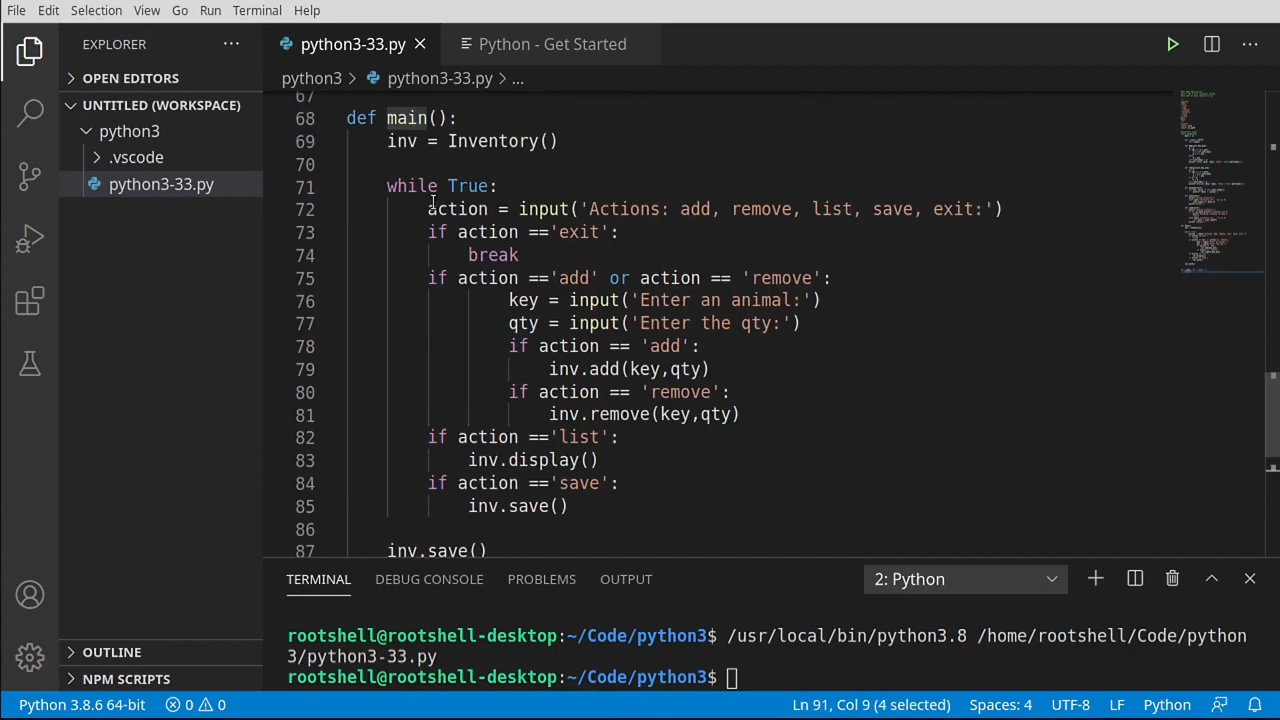 File Edit Selection View Go Run Terminal Help
EXPLORER
python3-33.py
Python - Get Started
OPEN EDITORS
python3 > python3-33.py > ...
UNTITLED (WORKSPACE)
python3
.vscode
python3-33.py
67
68 def main():
69 inv = Inventory()
70
71 while True:
72 action = input('Actions: add, remove, list, save, exit:')
73 if action =='exit':
74 break
75 if action =='add' or action == 'remove':
76 key = input('Enter an animal:')
77 qty = input('Enter the qty:')
78 if action == 'add':
79 inv.add(key,qty)
80 if action == 'remove':
81 inv.remove(key,qty)
82 if action =='list':
83 inv.display()
84 if action =='save':
85 inv.save()
86
87 inv.save()
TERMINAL DEBUG CONSOLE PROBLEMS OUTPUT 2: Python
rootshell@rootshell-desktop:~/Code/python3$ /usr/local/bin/python3.8 /home/rootshell/Code/python
3/python3-33.py
rootshell@rootshell-desktop:~/Code/python3$
OUTLINE
NPM SCRIPTS
Python 3.8.6 64-bit 0 0 Ln 91, Col 9 (4 selected) Spaces: 4 UTF-8 LF Python